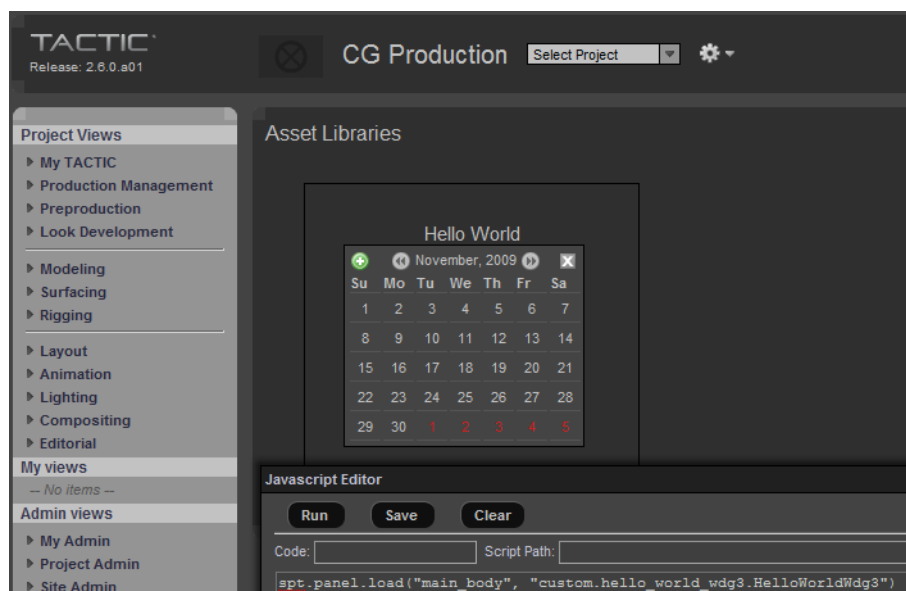 TACTIC
Release: 2.6.0.a01
CG Production
Select Project
Project Views
My TACTIC
Production Management
Preproduction
Look Development
Modeling
Surfacing
Rigging
Layout
Animation
Lighting
Compositing
Editorial
My views
-- No items --
Admin views
My Admin
Project Admin
Site Admin
Asset Libraries
Hello World
November, 2009
Su Mo Tu We Th Fr Sa
1 2 3 4 5 6 7
8 9 10 11 12 13 14
15 16 17 18 19 20 21
22 23 24 25 26 27 28
29 30 1 2 3 4 5
Javascript Editor
Run Save Clear
Code: Script Path:
spt.panel.load("main_body", "custom.hello_world_wdg3.HelloWorldWdg3")